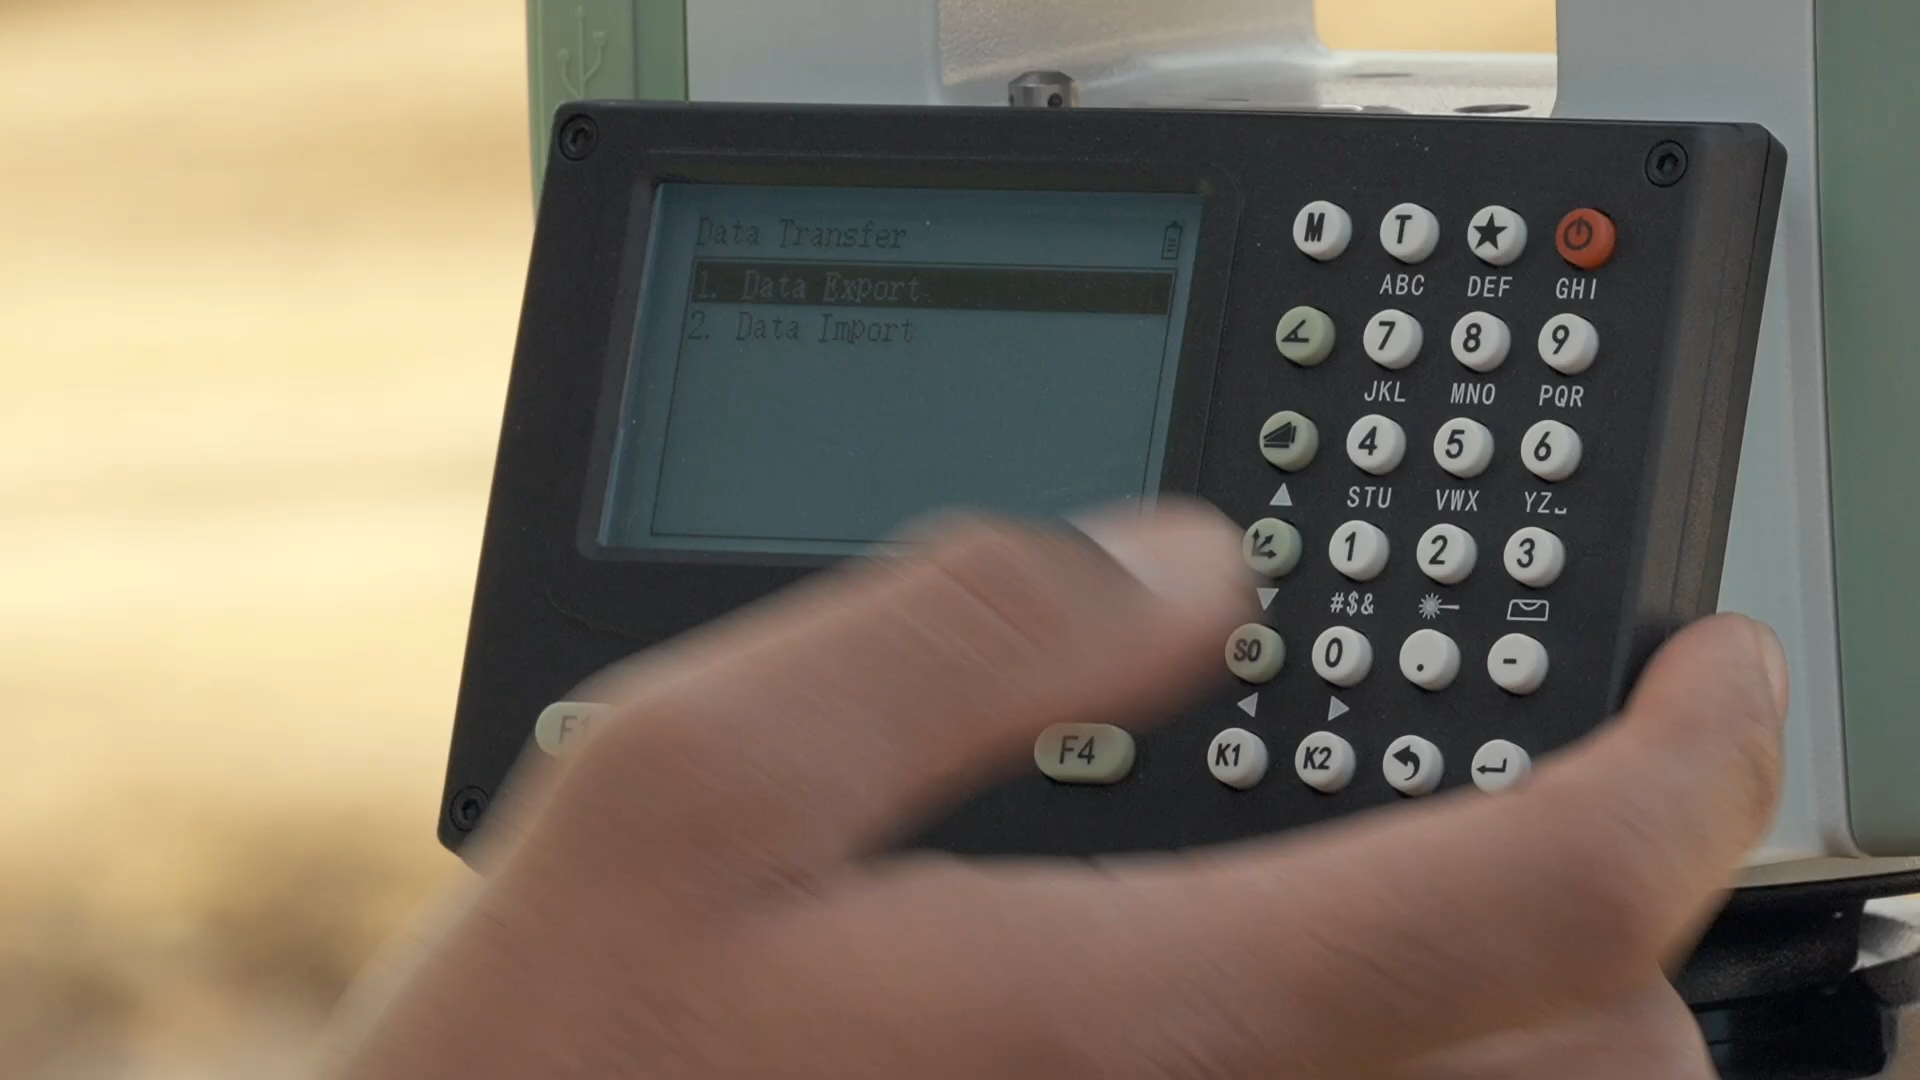 Data Transfer
1. Data Export
2. Data Import
M T
ABC DEF GHI
7 8 9
JKL MNO PQR
4 5 6
STU VWX YZ
1 2 3
#$&
SO 0 . -
K1 K2
F1 F4